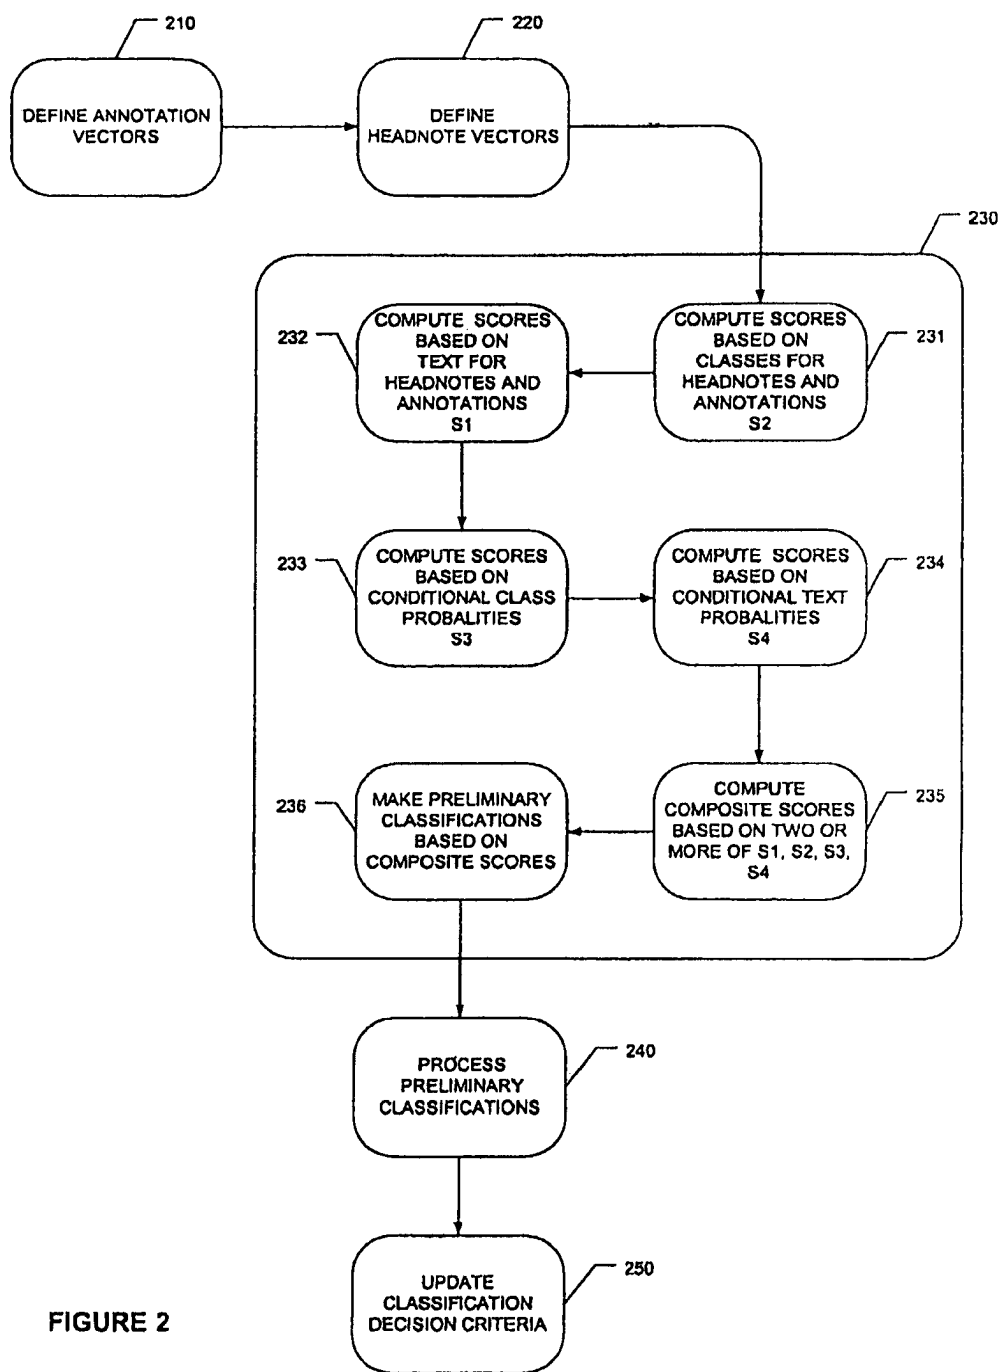 210
DEFINE ANNOTATION
VECTORS
220
DEFINE
HEADNOTE VECTORS
230
231
COMPUTE SCORES
BASED ON
CLASSES FOR
HEADNOTES AND
ANNOTATIONS
S2
232
COMPUTE SCORES
BASED ON
TEXT FOR
HEADNOTES AND
ANNOTATIONS
S1
233
COMPUTE SCORES
BASED ON
CONDITIONAL CLASS
PROBALITIES
S3
234
COMPUTE SCORES
BASED ON
CONDITIONAL TEXT
PROBALITIES
S4
235
COMPUTE
COMPOSITE SCORES
BASED ON TWO OR
MORE OF S1, S2, S3,
S4
236
MAKE PRELIMINARY
CLASSIFICATIONS
BASED ON
COMPOSITE SCORES
240
PROCESS
PRELIMINARY
CLASSIFICATIONS
250
UPDATE
CLASSIFICATION
DECISION CRITERIA
FIGURE 2